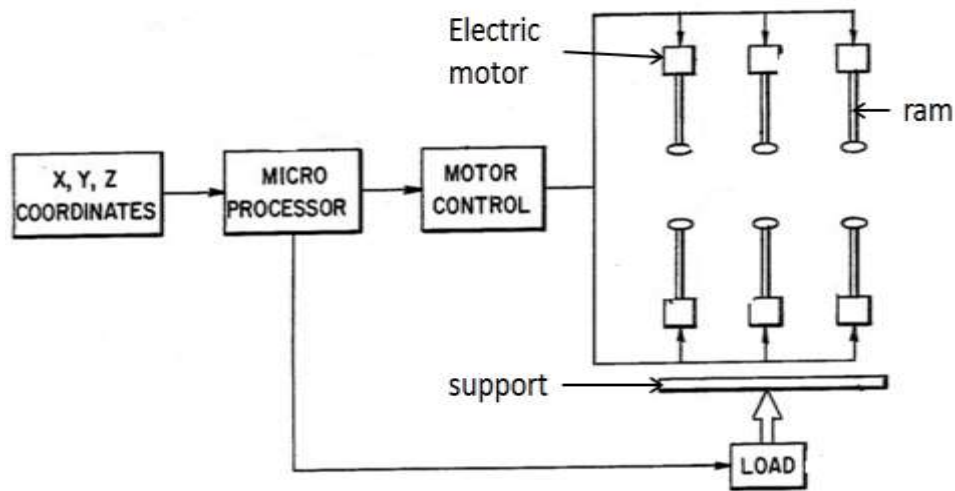 Electric
motor
ram
X, Y, Z
COORDINATES
MICRO
PROCESSOR
MOTOR
CONTROL
support
LOAD